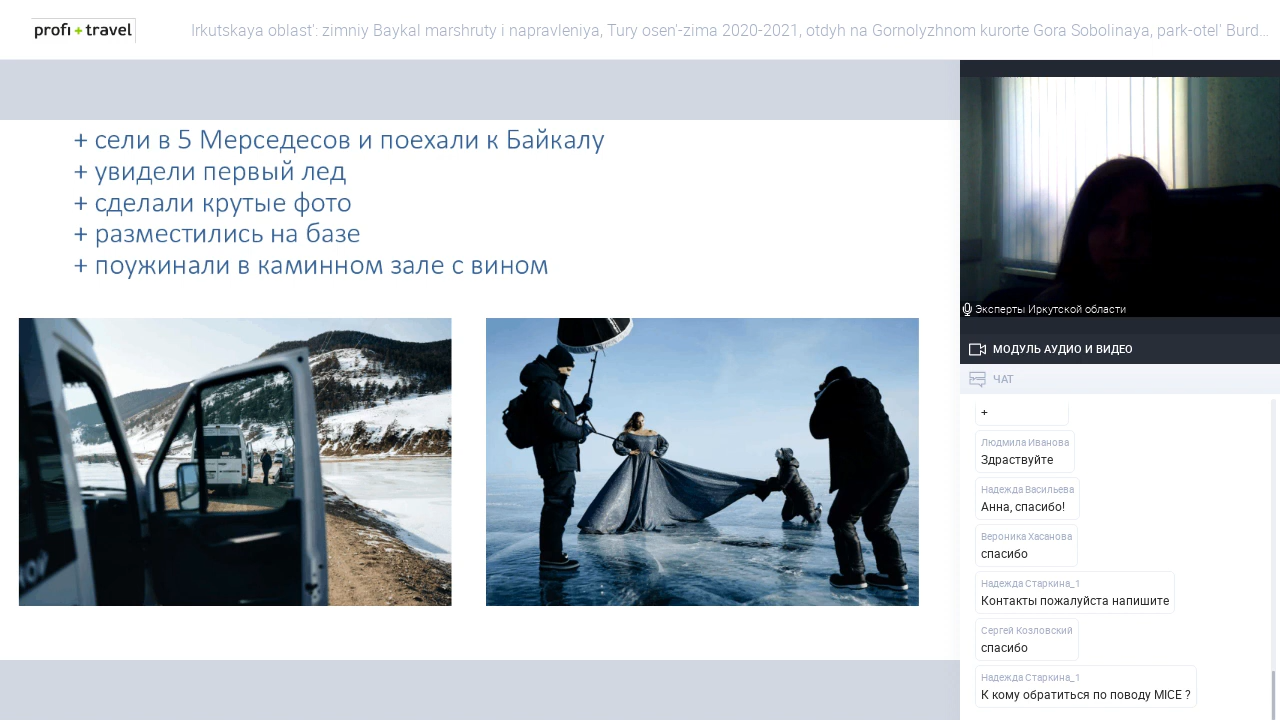 profi + travel
Irkutskaya oblast': zimniy Baykal marshruty i napravleniya, Tury osen'-zima 2020-2021, otdyh na Gornolyzhnom kurorte Gora Sobolinaya, park-otel' Burd...
+ сели в 5 Мерседесов и поехали к Байкалу
+ увидели первый лед
+ сделали крутые фото
+ разместились на базе
+ поужинали в каминном зале с вином
Эксперты Иркутской области
МОДУЛЬ АУДИО И ВИДЕО
ЧАТ
+
Людмила Иванова
Здраствуйте
Надежда Васильева
Анна, спасибо!
Вероника Хасанова
спасибо
Надежда Старкина_1
Контакты пожалуйста напишите
Сергей Козловский
спасибо
Надежда Старкина_1
К кому обратиться по поводу MICE ?